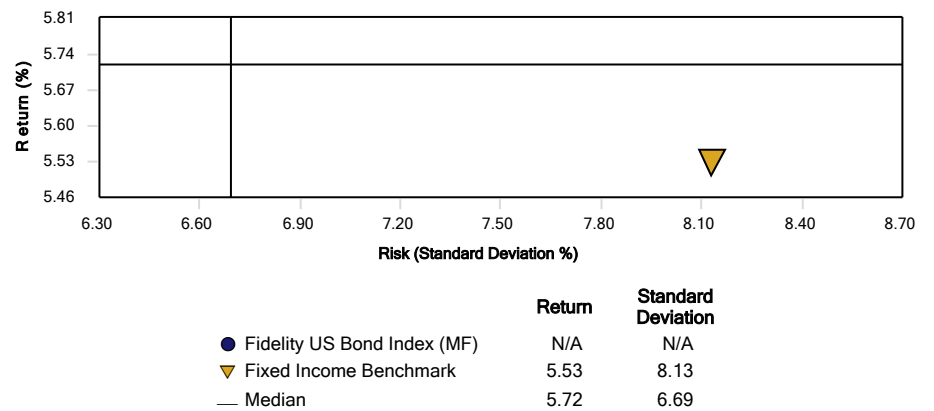 5.81
5.74
5.67
5.60
5.53
5.46
Return (%)
6.30 6.60 6.90 7.20 7.50 7.80 8.10 8.40 8.70
Risk (Standard Deviation %)
Return Standard Deviation
Fidelity US Bond Index (MF) N/A N/A
Fixed Income Benchmark 5.53 8.13
Median 5.72 6.69